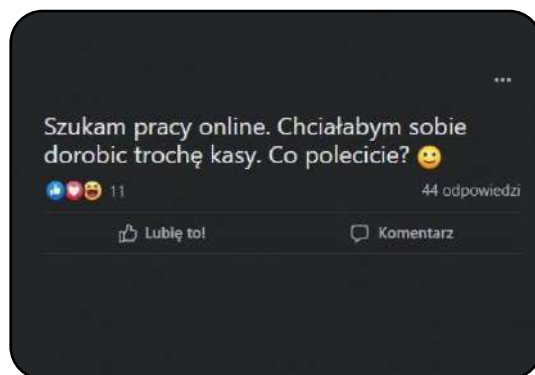 Szukam pracy online. Chciałabym sobie
dorobic trochę kasy. Co polecicie? 🙂
11 44 odpowiedzi
Lubię to! Komentarz